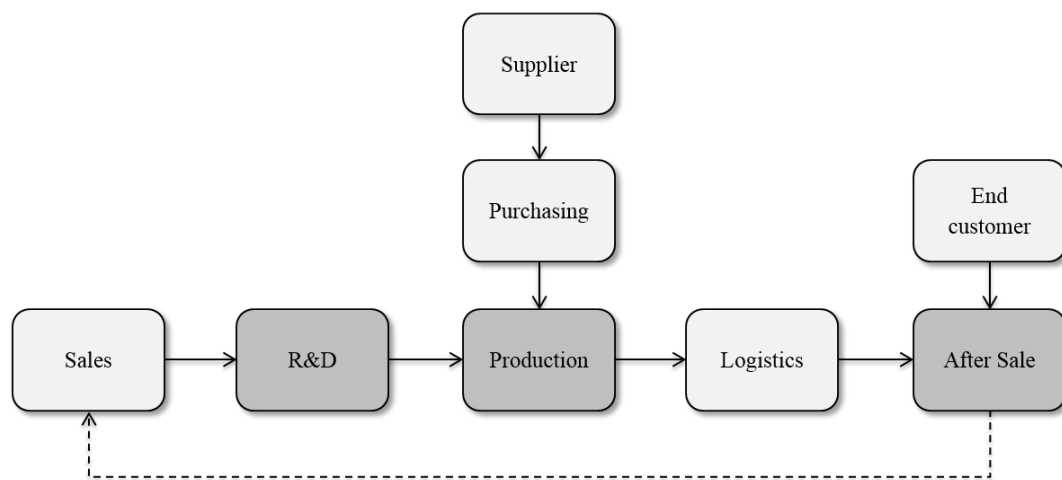 Supplier
Purchasing
End
customer
Sales
R&D
Production
Logistics
After Sale